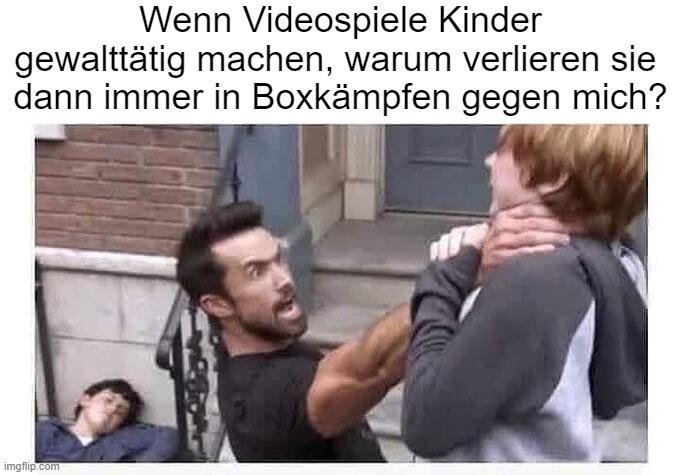 Wenn Videospiele Kinder
gewalttätig machen, warum verlieren sie
dann immer in Boxkämpfen gegen mich?
imgflip.com